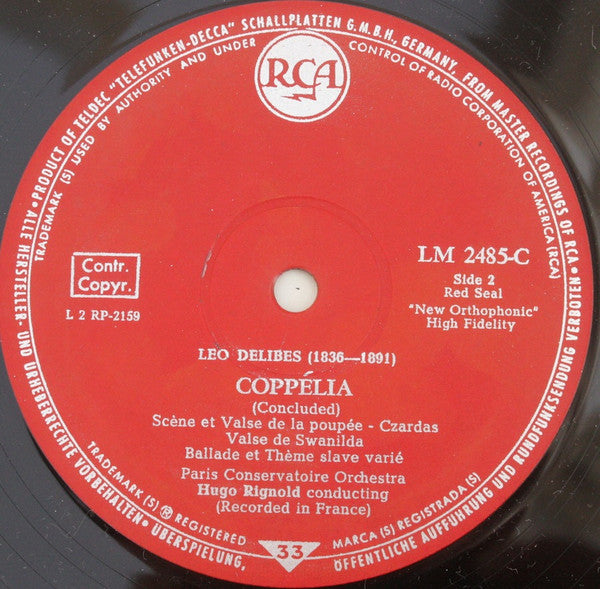 PRODUCT OF TELDEC "TELEFUNKEN-DECCA" SCHALLPLATTEN G.M.B.H., GERMANY, FROM MASTER RECORDINGS OF RCA
TRADEMARK (S) USED BY AUTHORITY AND UNDER CONTROL OF RADIO CORPORATION OF AMERICA (RCA)
RCA
Contr.
Copyr.
L 2 RP-2159
LM 2485-C
Side 2
Red Seal
"New Orthophonic"
High Fidelity
LEO DELIBES (1836—1891)
COPPÉLIA
(Concluded)
Scène et Valse de la poupée - Czardas
Valse de Swanilda
Ballade et Thème slave varié
Paris Conservatoire Orchestra
Hugo Rignold conducting
(Recorded in France)
TRADEMARK (S) ® REGISTERED
33
MARCA (S) REGISTRADA (S)
ALLE HERSTELLER- UND URHEBERRECHTE VORBEHALTEN • ÜBERSPIELUNG, ÖFFENTLICHE AUFFÜHRUNG UND RUNDFUNKSENDUNG VERBOTEN